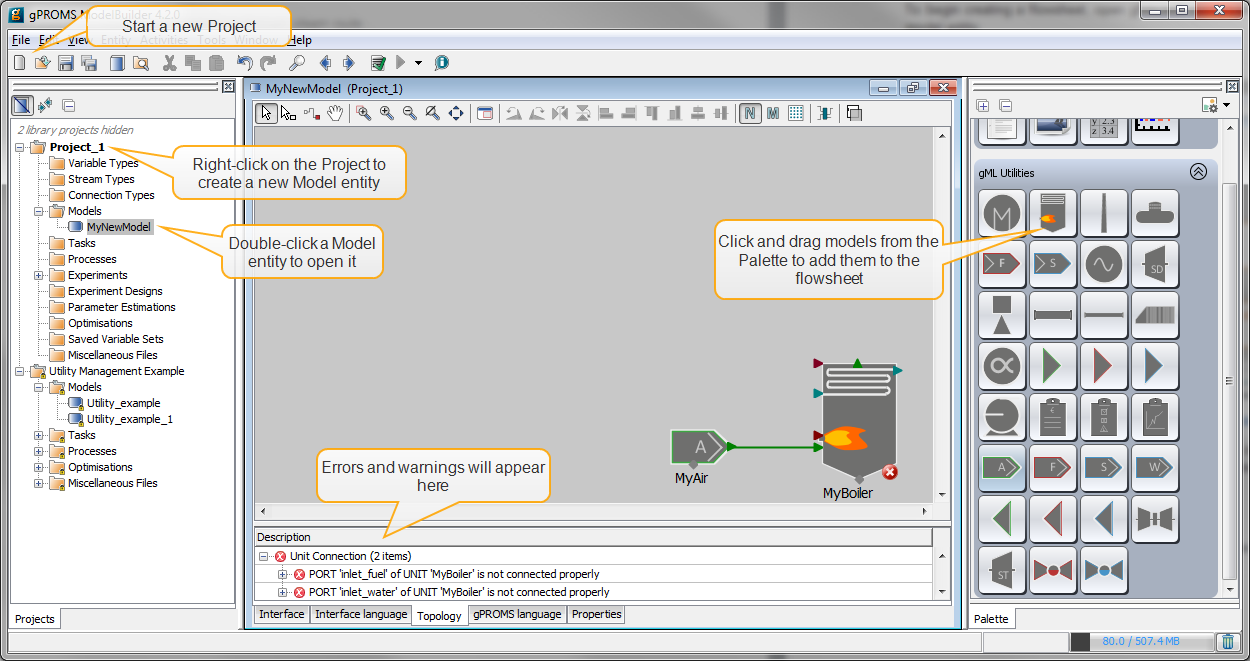 gPROMS ModelBuilder 4.2.0
Start a new Project
File Edit View Entity Activities Tools Window Help
MyNewModel (Project_1)
2 library projects hidden
Project_1
Variable Types
Stream Types
Connection Types
Models
MyNewModel
Tasks
Processes
Experiments
Experiment Designs
Parameter Estimations
Optimisations
Saved Variable Sets
Miscellaneous Files
Utility Management Example
Models
Utility_example
Utility_example_1
Tasks
Processes
Optimisations
Miscellaneous Files
Projects
Right-click on the Project to
create a new Model entity
Double-click a Model
entity to open it
Click and drag models from the
Palette to add them to the
flowsheet
N M
A
MyAir
MyBoiler
Errors and warnings will appear
here
Description
Unit Connection (2 items)
PORT 'inlet_fuel' of UNIT 'MyBoiler' is not connected properly
PORT 'inlet_water' of UNIT 'MyBoiler' is not connected properly
Interface Interface language Topology gPROMS language Properties
y 2.3
z 3.4
gML Utilities
M
F S SD
A F S W
ST
Palette
80.0 / 507.4 MB